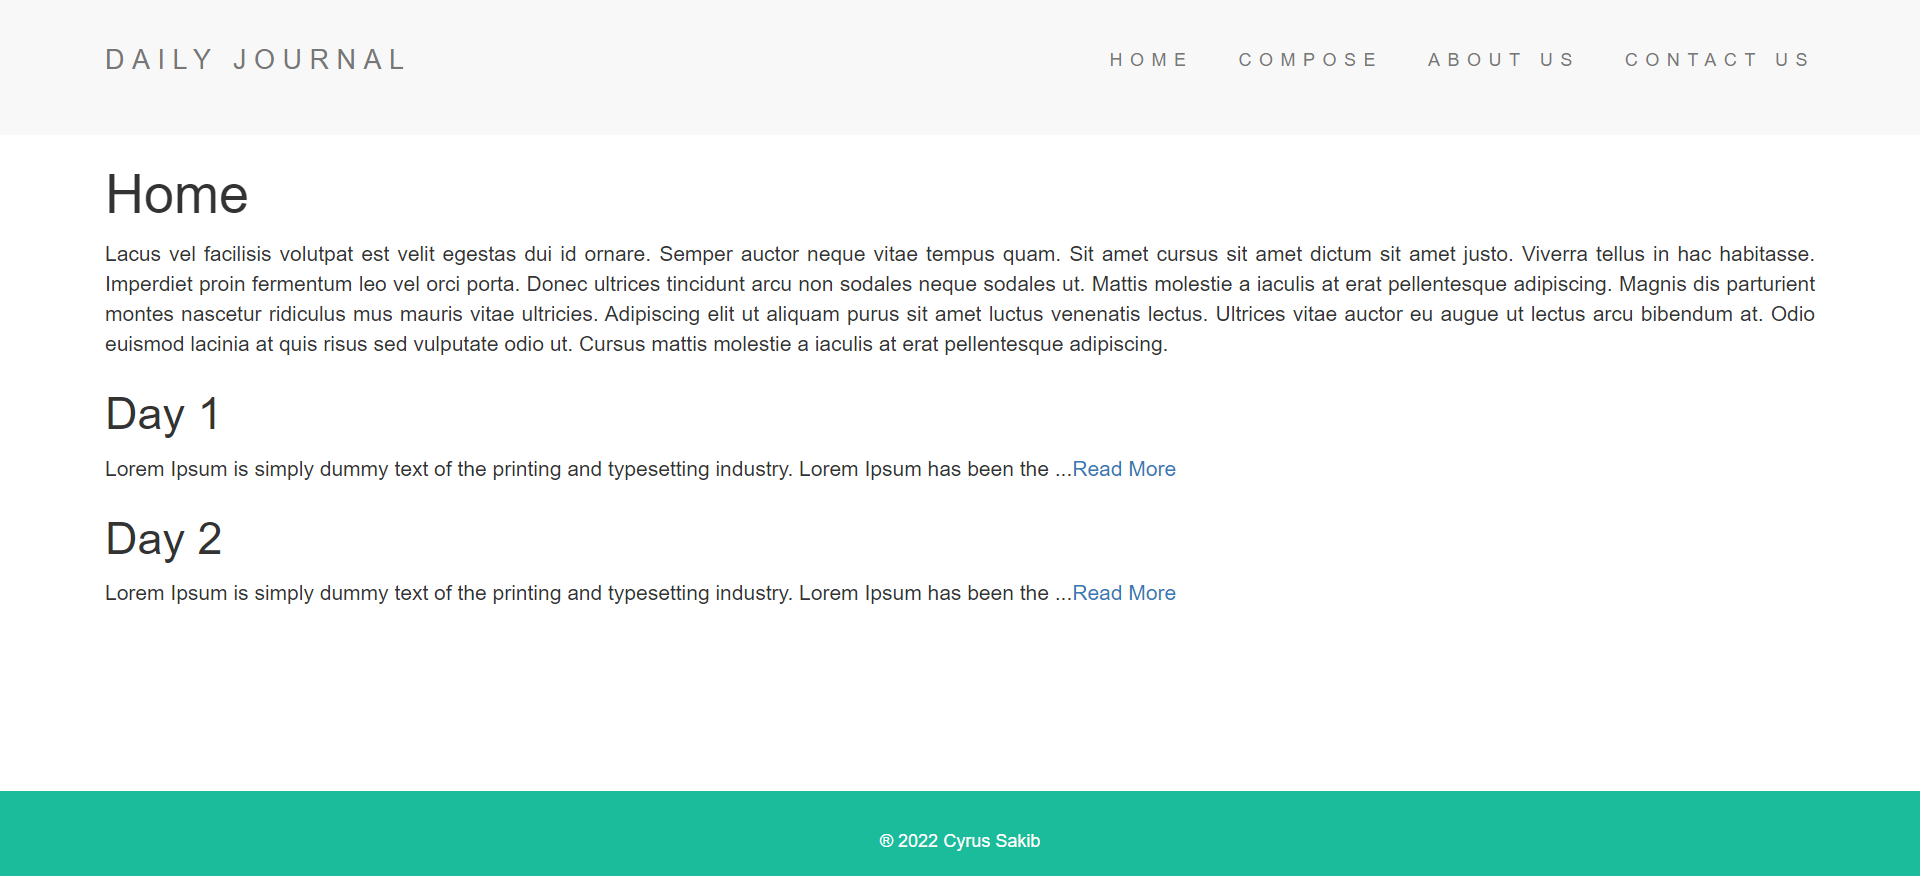 DAILY JOURNAL
HOME COMPOSE ABOUT US CONTACT US
Home
Lacus vel facilisis volutpat est velit egestas dui id ornare. Semper auctor neque vitae tempus quam. Sit amet cursus sit amet dictum sit amet justo. Viverra tellus in hac habitasse.
Imperdiet proin fermentum leo vel orci porta. Donec ultrices tincidunt arcu non sodales neque sodales ut. Mattis molestie a iaculis at erat pellentesque adipiscing. Magnis dis parturient
montes nascetur ridiculus mus mauris vitae ultricies. Adipiscing elit ut aliquam purus sit amet luctus venenatis lectus. Ultrices vitae auctor eu augue ut lectus arcu bibendum at. Odio
euismod lacinia at quis risus sed vulputate odio ut. Cursus mattis molestie a iaculis at erat pellentesque adipiscing.
Day 1
Lorem Ipsum is simply dummy text of the printing and typesetting industry. Lorem Ipsum has been the ...Read More
Day 2
Lorem Ipsum is simply dummy text of the printing and typesetting industry. Lorem Ipsum has been the ...Read More
® 2022 Cyrus Sakib